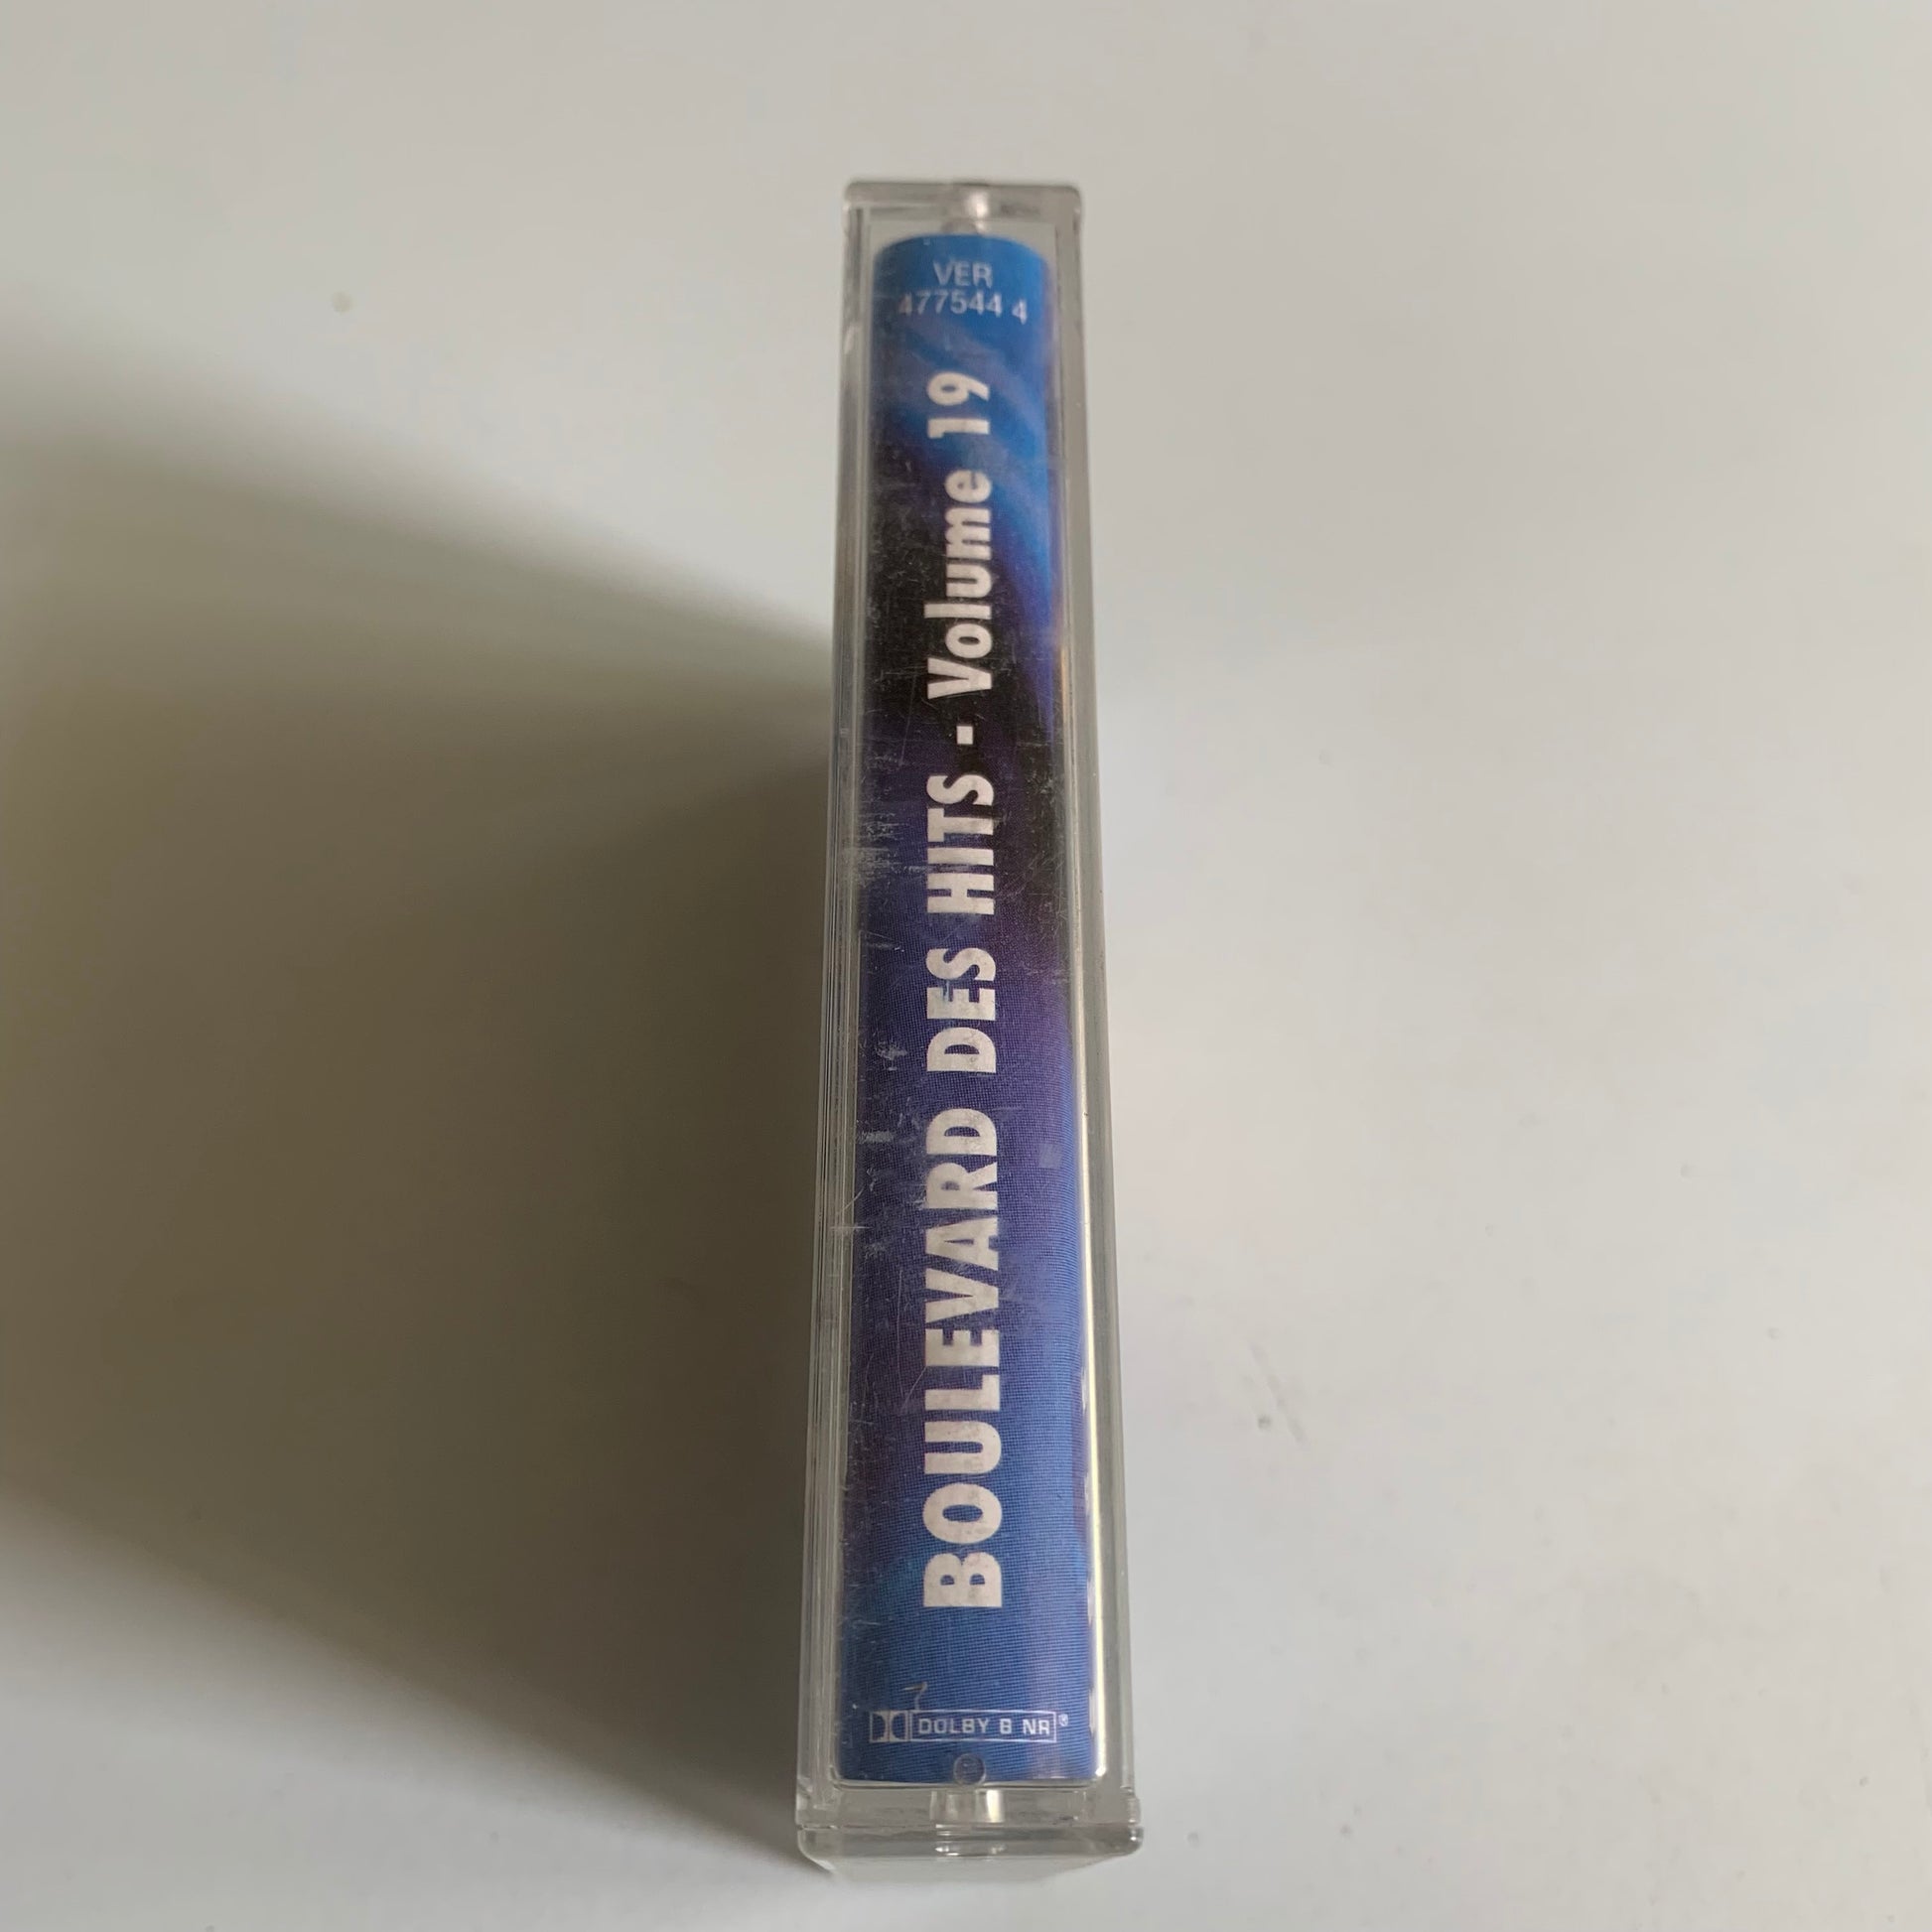 VER
477544 4
BOULEVARD DES HITS - Volume 19
DOLBY B NR®